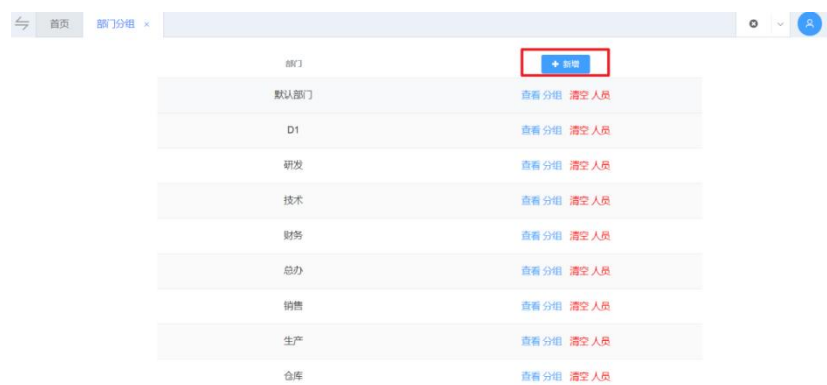 首页 部门分组 ×
部门 + 新增
默认部门 查看 分组 清空 人员
D1 查看 分组 清空 人员
研发 查看 分组 清空 人员
技术 查看 分组 清空 人员
财务 查看 分组 清空 人员
总办 查看 分组 清空 人员
销售 查看 分组 清空 人员
生产 查看 分组 清空 人员
仓库 查看 分组 清空 人员